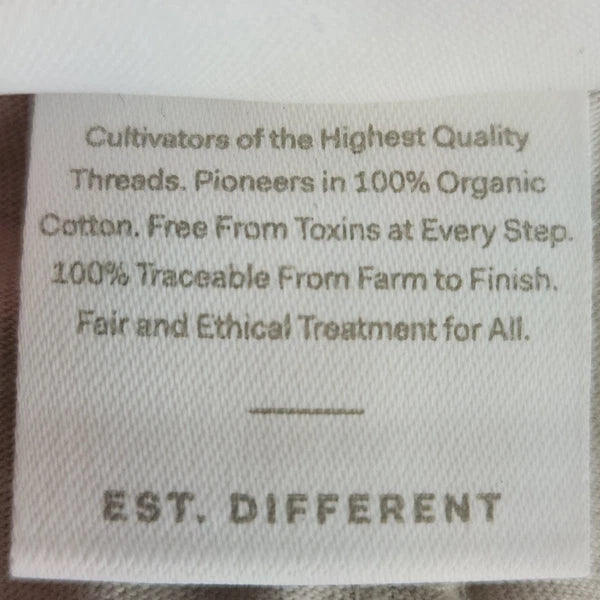 Cultivators of the Highest Quality
Threads. Pioneers in 100% Organic
Cotton. Free From Toxins at Every Step.
100% Traceable From Farm to Finish.
Fair and Ethical Treatment for All.
EST. DIFFERENT